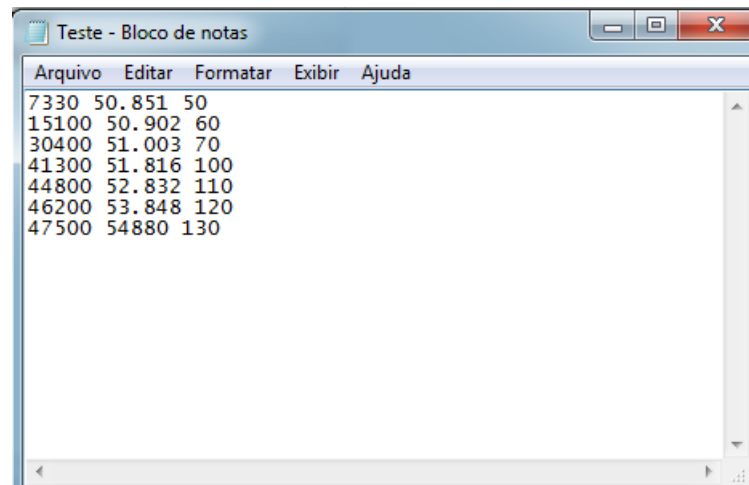 Teste - Bloco de notas
Arquivo Editar Formatar Exibir Ajuda
7330 50.851 50
15100 50.902 60
30400 51.003 70
41300 51.816 100
44800 52.832 110
46200 53.848 120
47500 54880 130